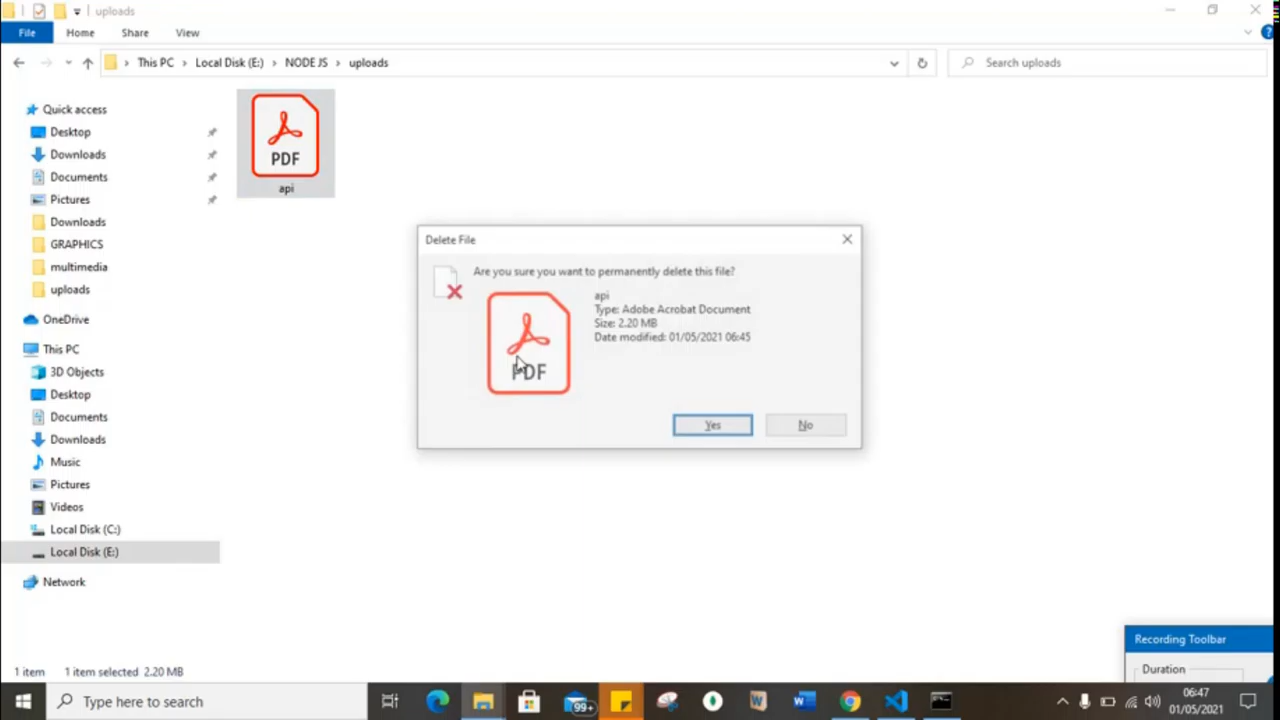 uploads
File Home Share View
This PC Local Disk (E:) NODE JS uploads Search uploads
Quick access
Desktop
Downloads
Documents
Pictures
Downloads
GRAPHICS
multimedia
uploads
OneDrive
This PC
3D Objects
Desktop
Documents
Downloads
Music
Pictures
Videos
Local Disk (C:)
Local Disk (E:)
Network
PDF
api
Delete File
Are you sure you want to permanently delete this file?
api
Type: Adobe Acrobat Document
Size: 2.20 MB
Date modified: 01/05/2021 06:45
PDF
Yes No
Recording Toolbar
Duration
1 item 1 item selected 2.20 MB
Type here to search
99+
W
W
06:47
01/05/2021